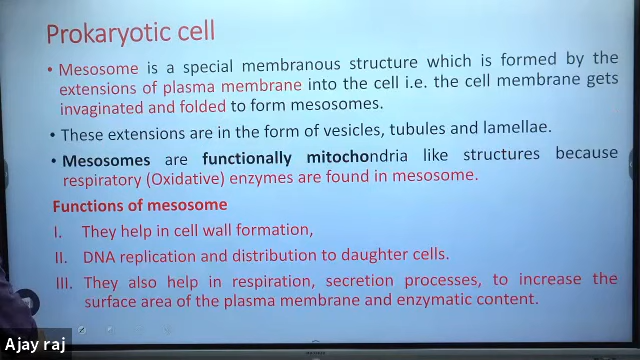 Prokaryotic cell
• Mesosome is a special membranous structure which is formed by the
extensions of plasma membrane into the cell i.e. the cell membrane gets
invaginated and folded to form mesosomes.
• These extensions are in the form of vesicles, tubules and lamellae.
• Mesosomes are functionally mitochondria like structures because
respiratory (Oxidative) enzymes are found in mesosome.
Functions of mesosome
I. They help in cell wall formation,
II. DNA replication and distribution to daughter cells.
III. They also help in respiration, secretion processes, to increase the
surface area of the plasma membrane and enzymatic content.
Ajay raj